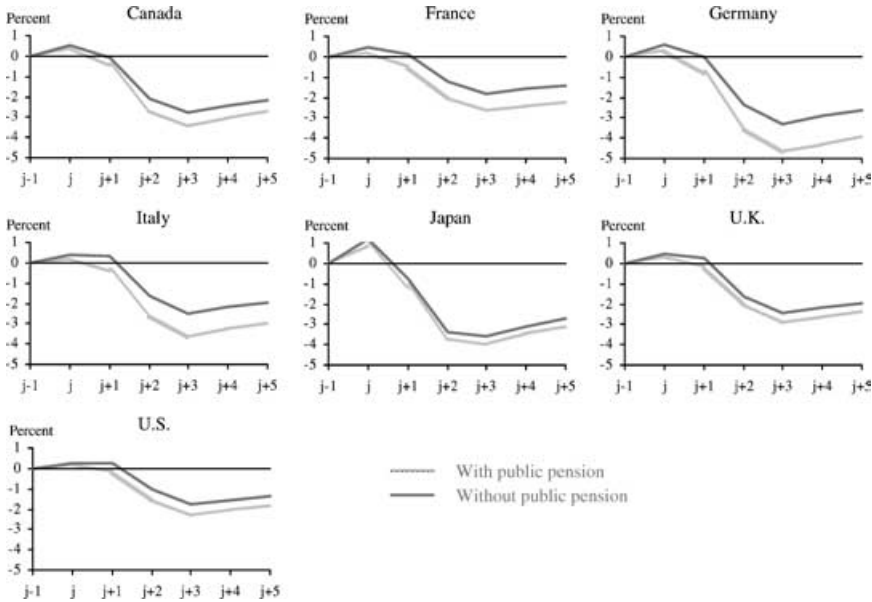 Canada
France
Germany
Percent
Percent
Percent
1
0
-1
-2
-3
-4
-5
j-1 j j+1 j+2 j+3 j+4 j+5
1
0
-1
-2
-3
-4
-5
j-1 j j+1 j+2 j+3 j+4 j+5
1
0
-1
-2
-3
-4
-5
j-1 j j+1 j+2 j+3 j+4 j+5
Italy
Japan
U.K.
Percent
Percent
Percent
1
0
-1
-2
-3
-4
-5
j-1 j j+1 j+2 j+3 j+4 j+5
1
0
-1
-2
-3
-4
-5
j-1 j j+1 j+2 j+3 j+4 j+5
1
0
-1
-2
-3
-4
-5
j-1 j j+1 j+2 j+3 j+4 j+5
U.S.
Percent
1
0
-1
-2
-3
-4
-5
j-1 j j+1 j+2 j+3 j+4 j+5
With public pension
Without public pension